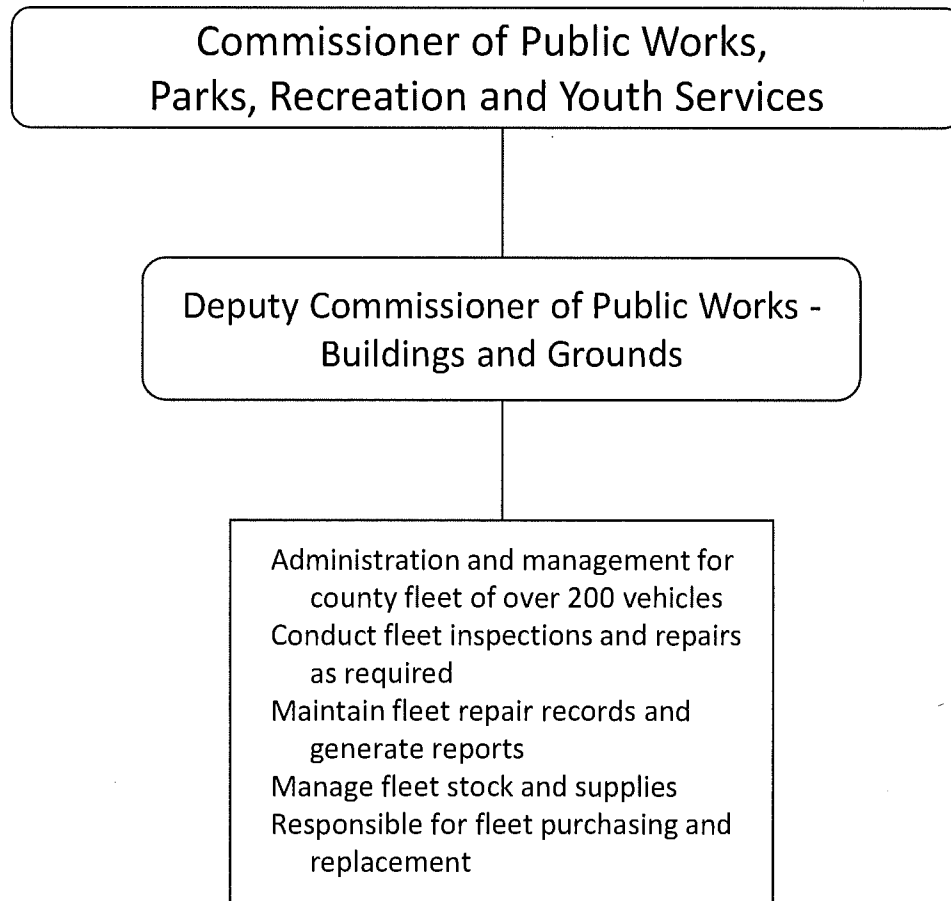 Commissioner of Public Works,
Parks, Recreation and Youth Services
Deputy Commissioner of Public Works -
Buildings and Grounds
Administration and management for
county fleet of over 200 vehicles
Conduct fleet inspections and repairs
as required
Maintain fleet repair records and
generate reports
Manage fleet stock and supplies
Responsible for fleet purchasing and
replacement